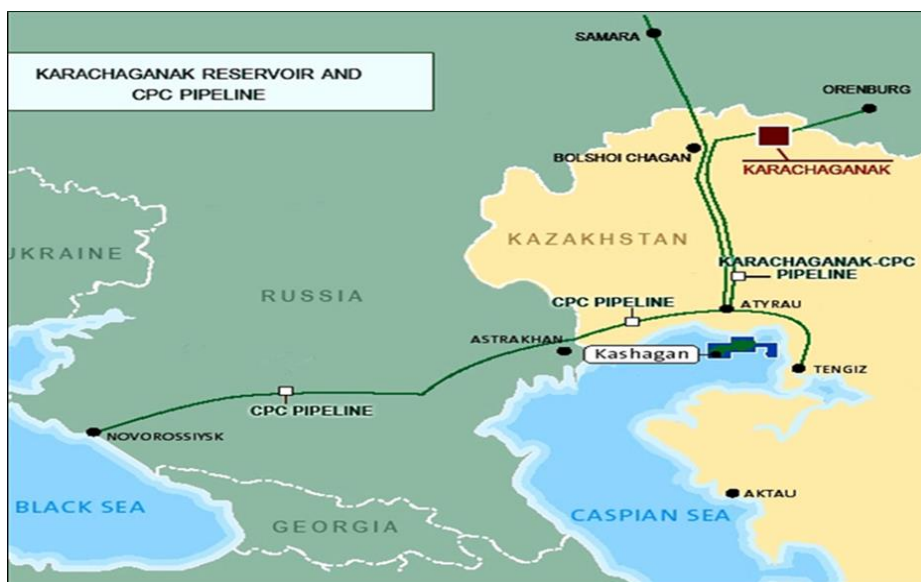 SAMARA
KARACHAGANAK RESERVOIR AND
CPC PIPELINE
ORENBURG
BOLSHOI CHAGAN
KARACHAGANAK
KAZAKHSTAN
UKRAINE
KARACHAGANAK-CPC
PIPELINE
RUSSIA
CPC PIPELINE
ATYRAU
ASTRAKHAN
Kashagan
TENGIZ
CPC PIPELINE
NOVOROSSIYSK
AKTAU
BLACK SEA
CASPIAN SEA
GEORGIA